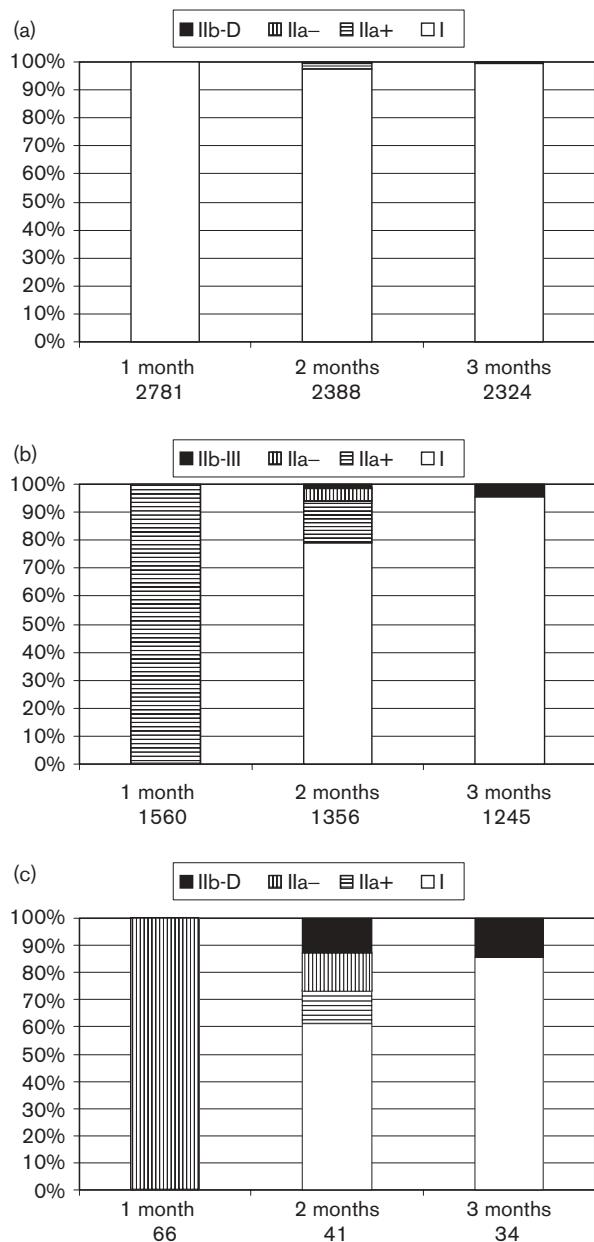 (a)
IIb-D IIa– IIa+ I
100%
90%
80%
70%
60%
50%
40%
30%
20%
10%
0%
1 month 2 months 3 months
2781 2388 2324
(b)
IIb-III IIa– IIa+ I
100%
90%
80%
70%
60%
50%
40%
30%
20%
10%
0%
1 month 2 months 3 months
1560 1356 1245
(c)
IIb-D IIa– IIa+ I
100%
90%
80%
70%
60%
50%
40%
30%
20%
10%
0%
1 month 2 months 3 months
66 41 34